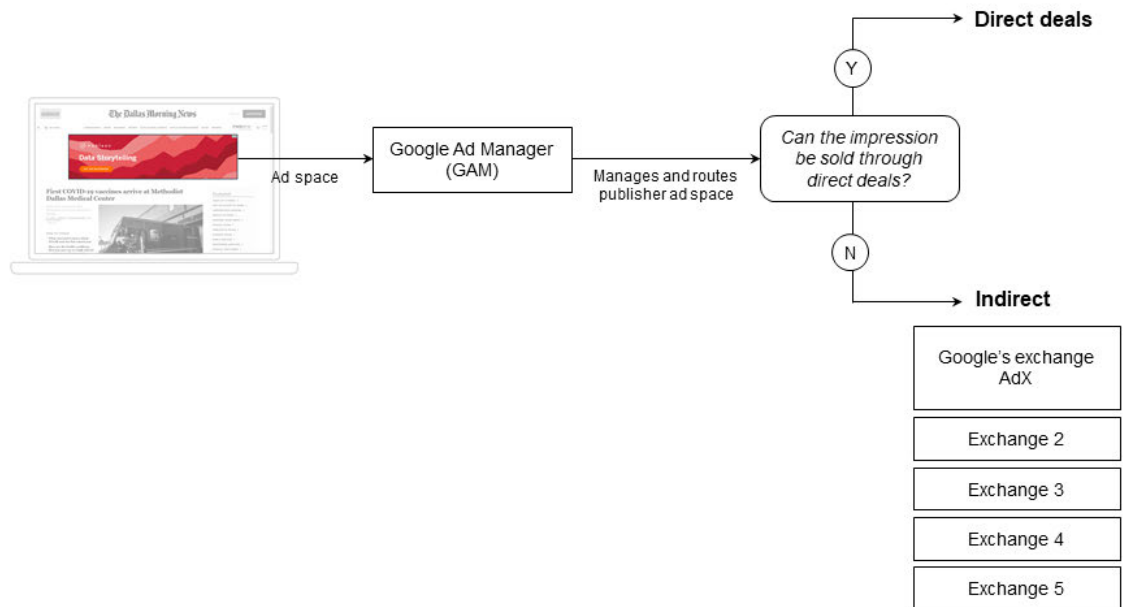 Direct deals
Y
The Dallas Morning News
Data Storytelling
Ad space
First COVID-19 vaccines arrive at Methodist
Dallas Medical Center
Google Ad Manager
(GAM)
Manages and routes
publisher ad space
Can the impression
be sold through
direct deals?
N
Indirect
Google’s exchange
AdX
Exchange 2
Exchange 3
Exchange 4
Exchange 5